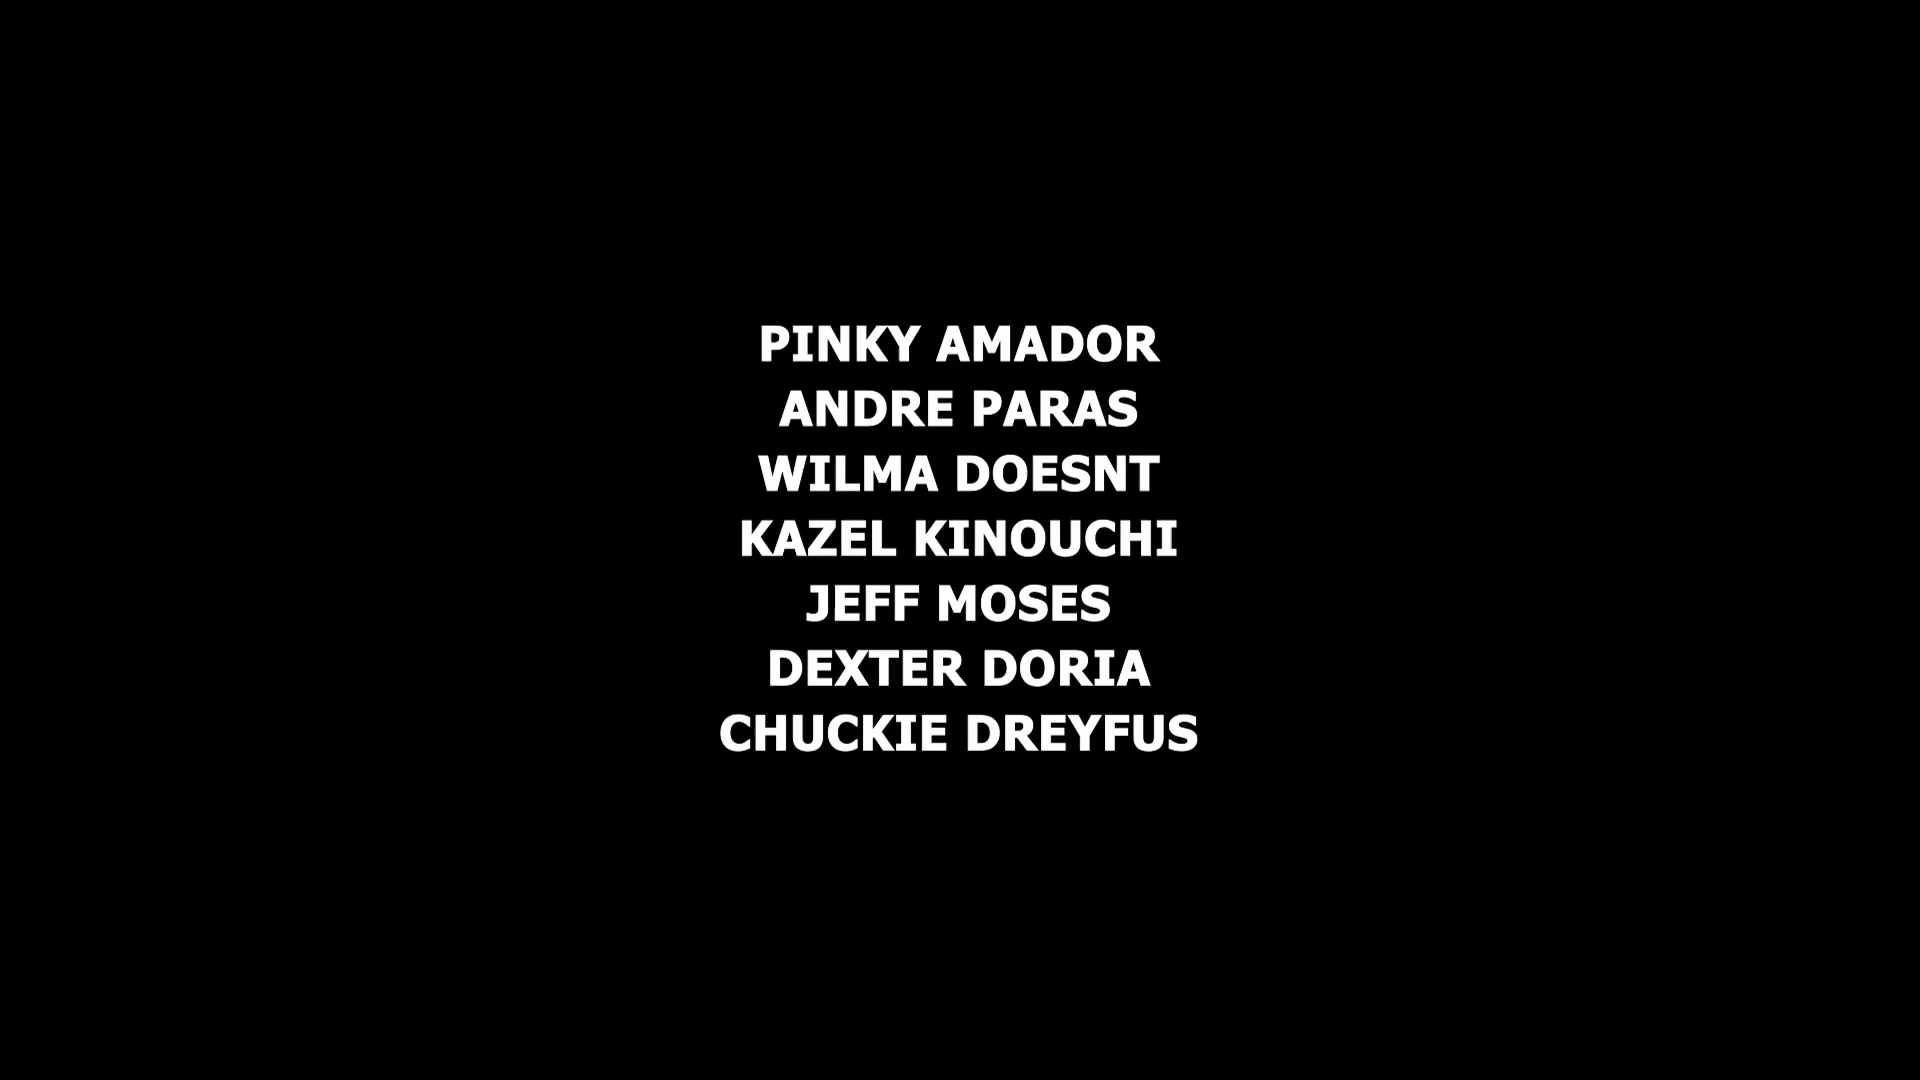 PINKY AMADOR
ANDRE PARAS
WILMA DOESNT
KAZEL KINOUCHI
JEFF MOSES
DEXTER DORIA
CHUCKIE DREYFUS